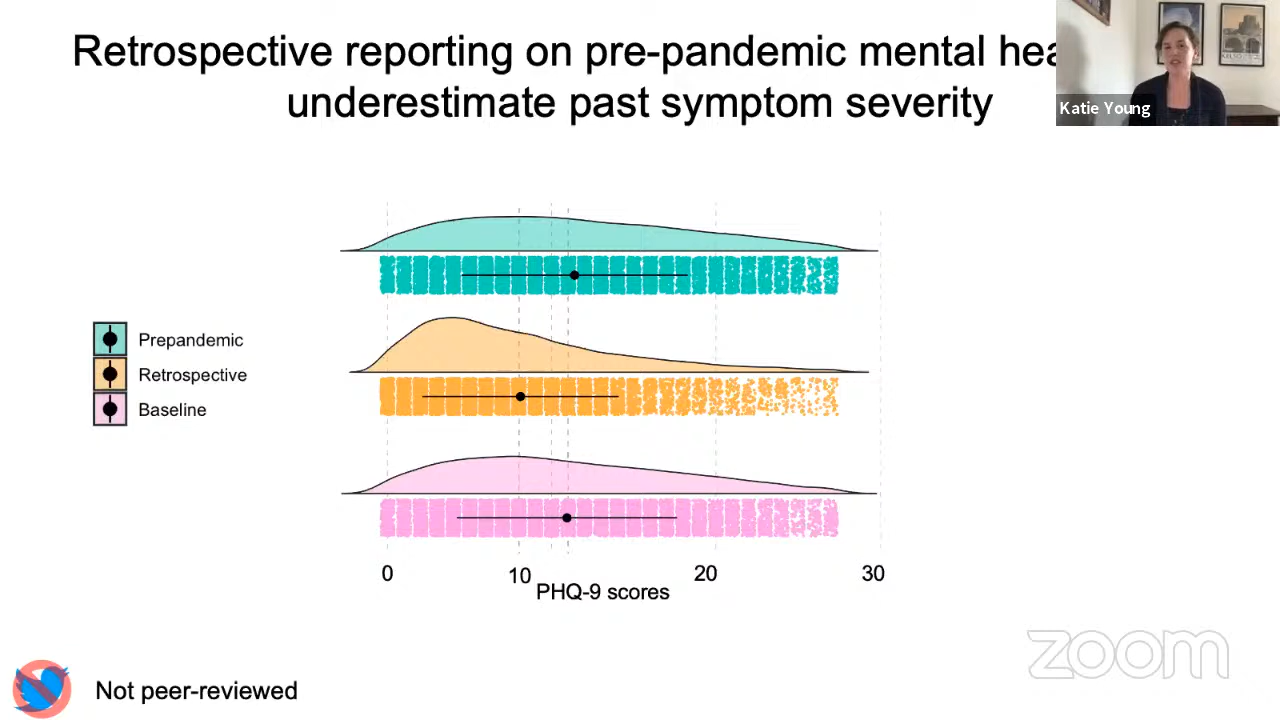 Retrospective reporting on pre-pandemic mental
underestimate past symptom severity
Katie Young
Prepandemic
Retrospective
Baseline
0 10 20 30
PHQ-9 scores
zoom
Not peer-reviewed